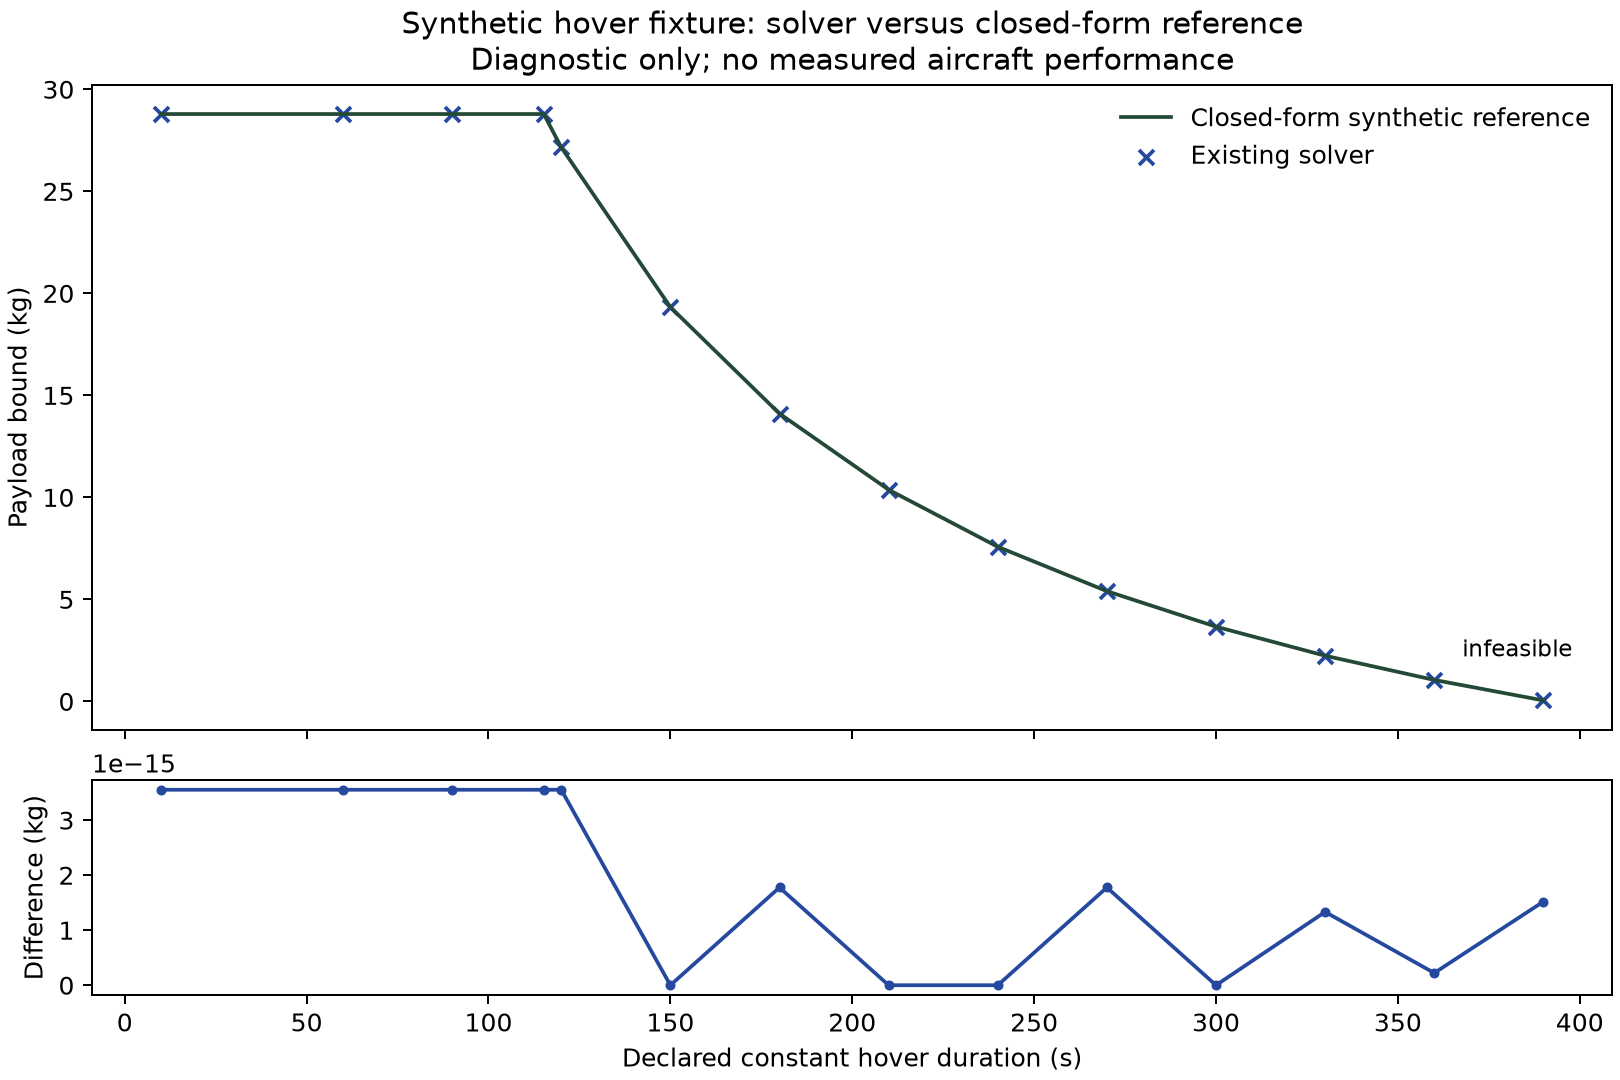 Synthetic hover fixture: solver versus closed-form reference
Diagnostic only; no measured aircraft performance
30
25
20
15
10
5
0
Payload bound (kg)
Closed-form synthetic reference
Existing solver
infeasible
1e−15
3
2
1
0
Difference (kg)
0 50 100 150 200 250 300 350 400
Declared constant hover duration (s)